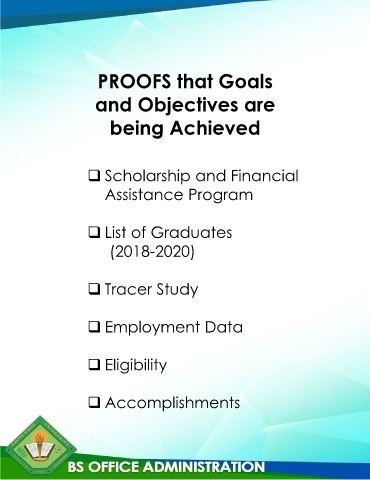 PROOFS that Goals
and Objectives are
being Achieved
❑ Scholarship and Financial
Assistance Program
❑ List of Graduates
(2018-2020)
❑ Tracer Study
❑ Employment Data
❑ Eligibility
❑ Accomplishments
BS OFFICE ADMINISTRATION